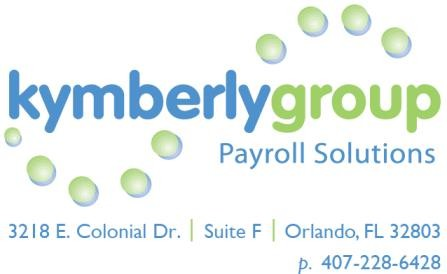 kymberlygroup
Payroll Solutions
3218 E. Colonial Dr. | Suite F | Orlando, FL 32803
p. 407-228-6428